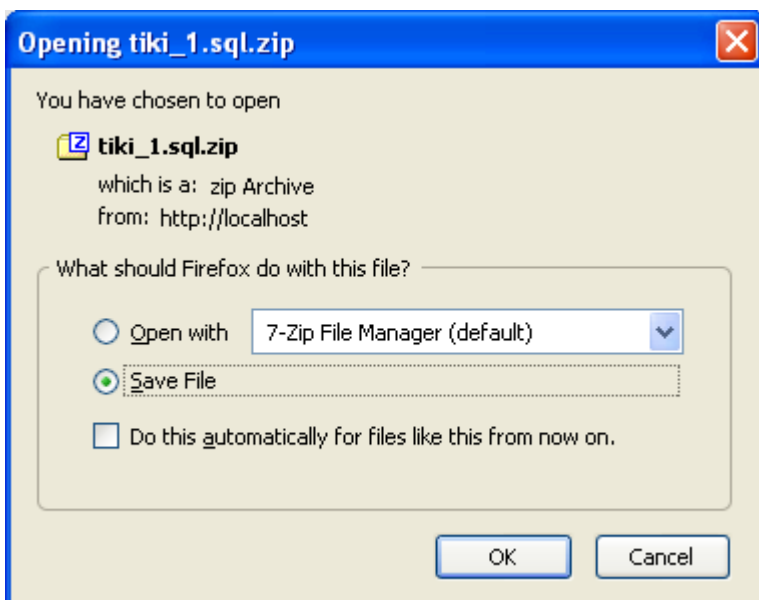 Opening tiki_1.sql.zip
You have chosen to open
tiki_1.sql.zip
which is a: zip Archive
from: http://localhost
What should Firefox do with this file?
Open with 7-Zip File Manager (default)
Save File
Do this automatically for files like this from now on.
OK Cancel